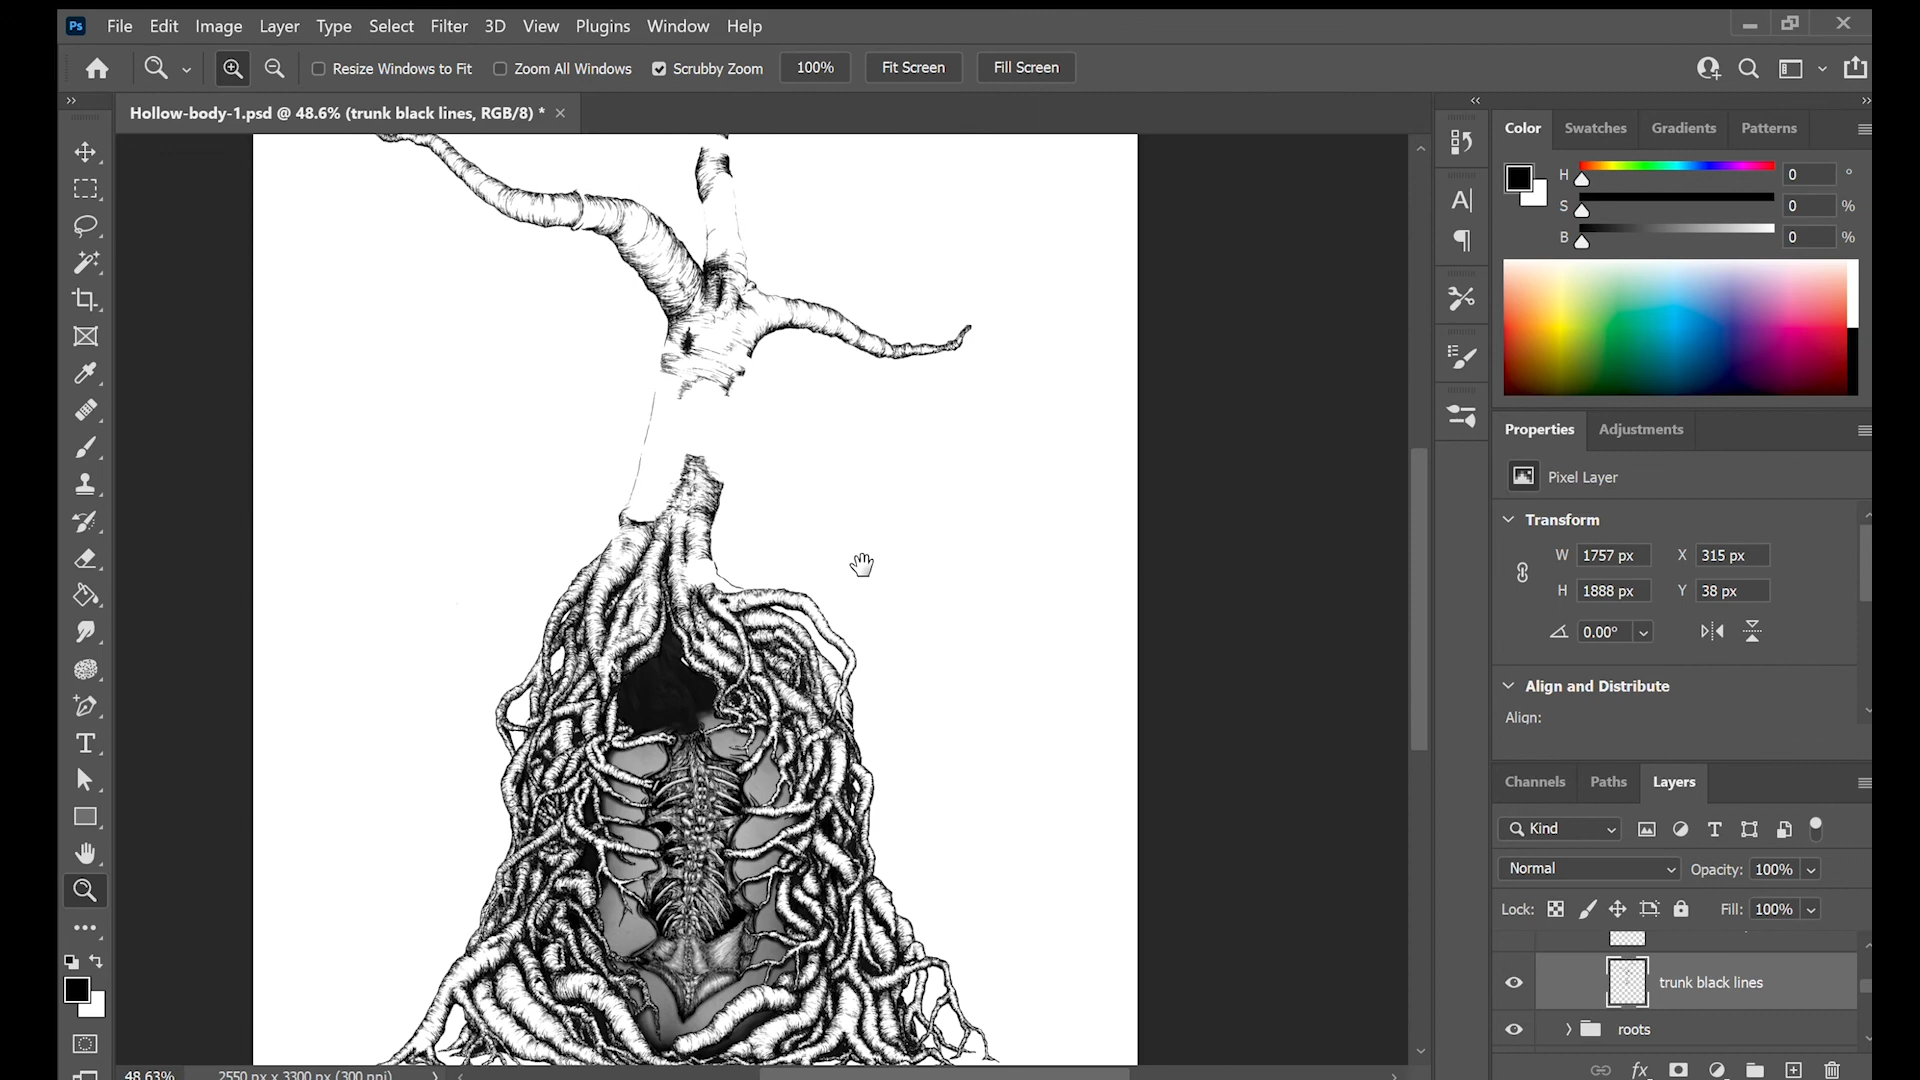 Ps File Edit Image Layer Type Select Filter 3D View Plugins Window Help
Resize Windows to Fit Zoom All Windows Scrubby Zoom 100% Fit Screen Fill Screen
Hollow-body-1.psd @ 48.6% (trunk black lines, RGB/8) *
Color Swatches Gradients Patterns
H 0 °
S 0 %
B 0 %
Properties Adjustments
Pixel Layer
Transform
W 1757 px X 315 px
H 1888 px Y 38 px
0.00°
Align and Distribute
Align:
Channels Paths Layers
Kind
Normal Opacity: 100%
Lock: Fill: 100%
trunk black lines
roots
fx
48.63% 2550 px x 3300 px (300 ppi)